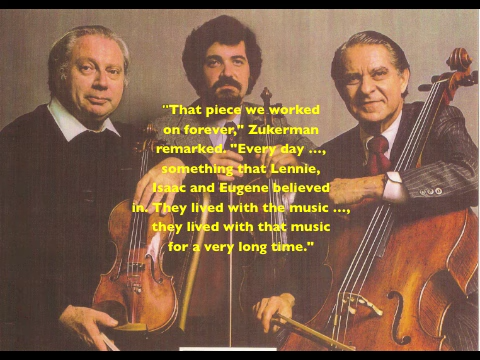 "That piece we worked
on forever," Zukerman
remarked. "Every day ...,
something that Lennie,
Isaac and Eugene believed
in. They lived with the music ...,
they lived with that music
for a very long time."